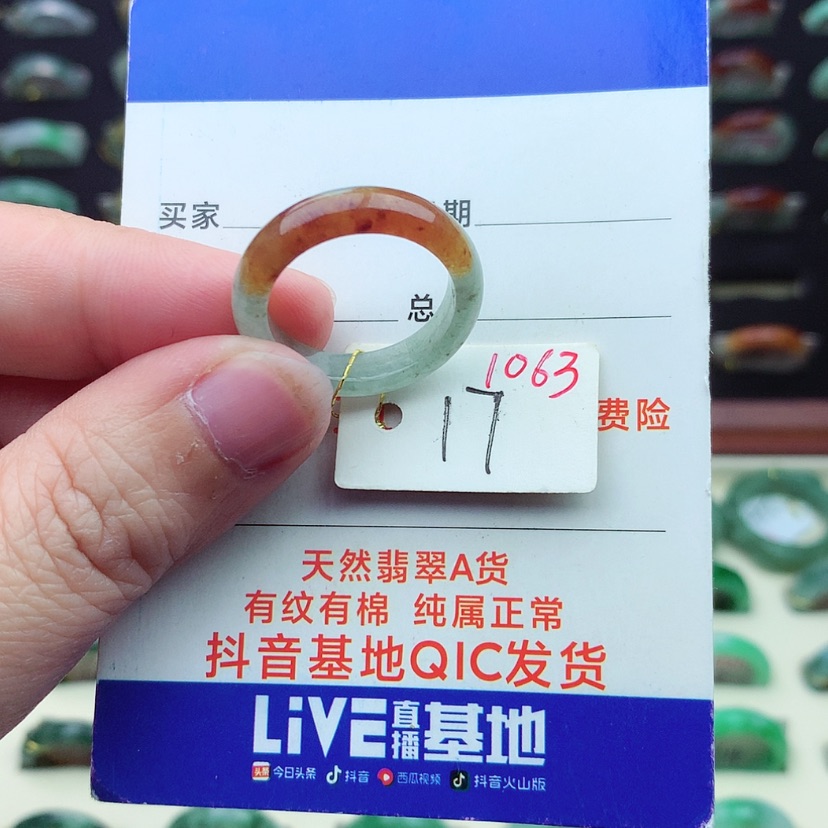 买家 期
总
1063
17
费险
天然翡翠A货
有纹有棉 纯属正常
抖音基地QIC发货
LiVE直播基地
头条 今日头条 抖音 西瓜视频 抖音火山版